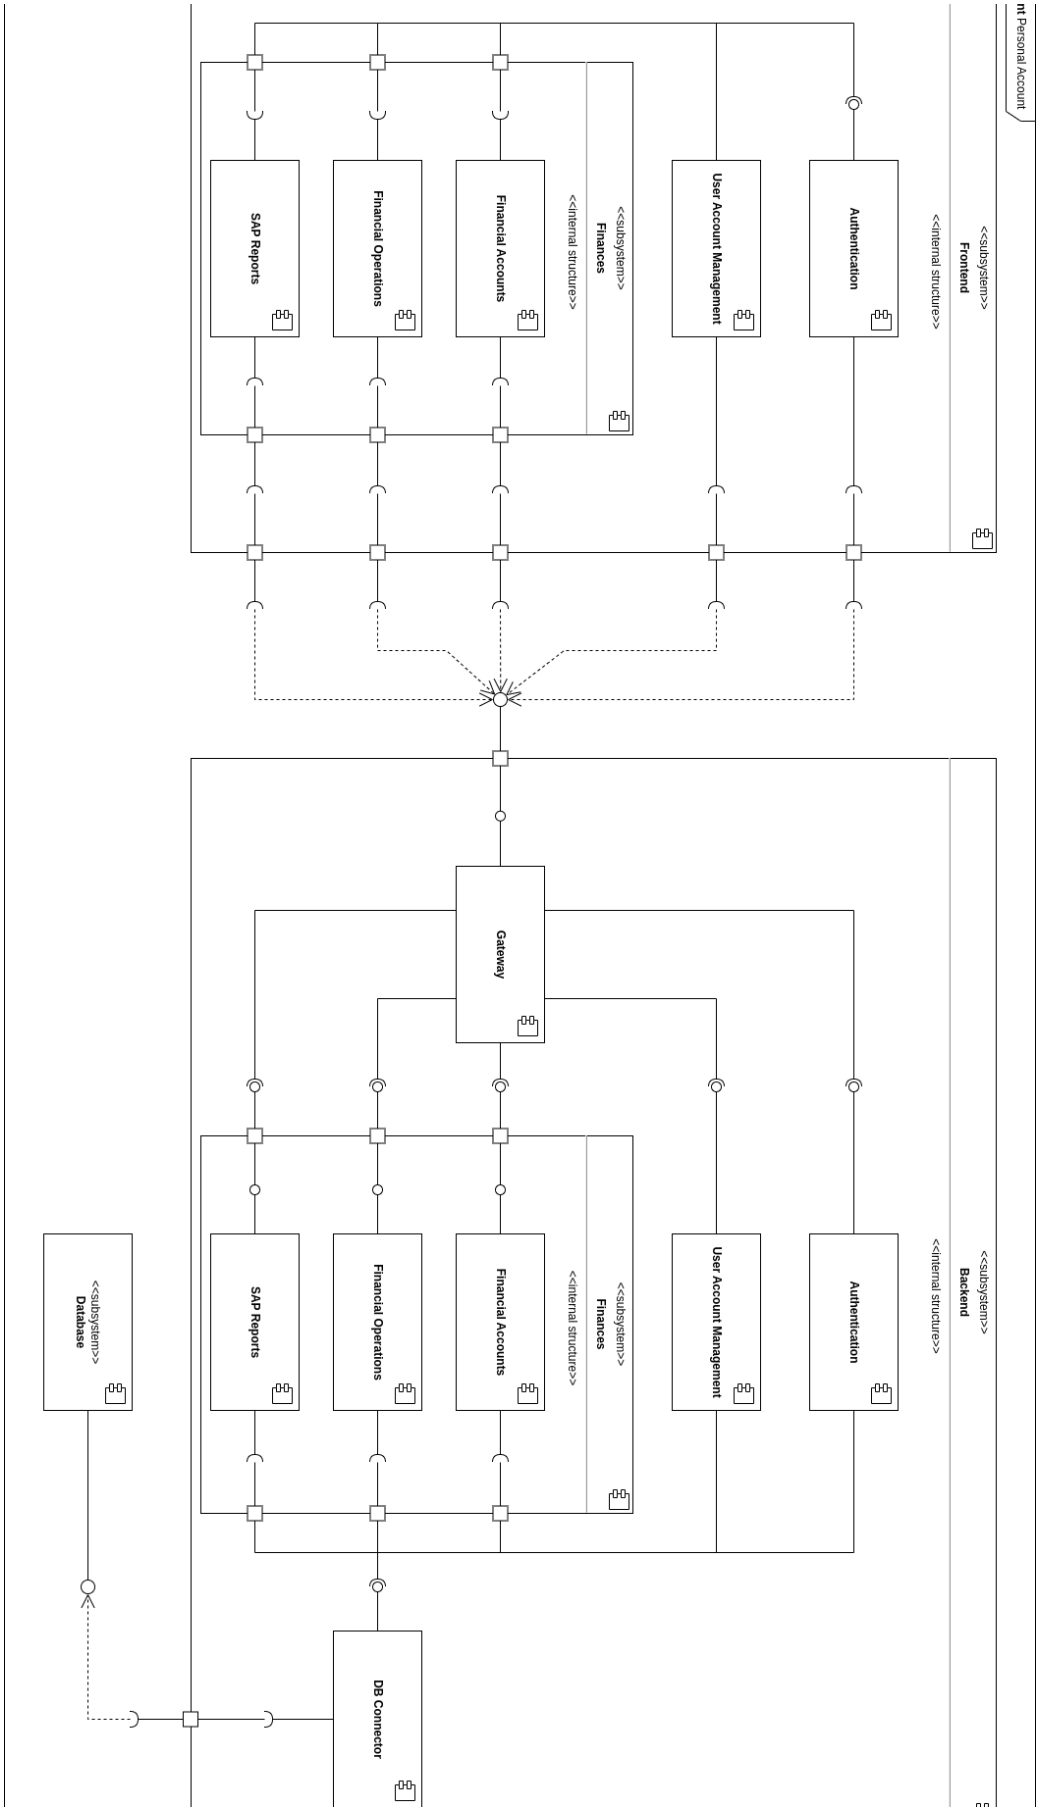 nt Personal Account
<<subsystem>>
Frontend
<<internal structure>>
Authentication
User Account Management
<<subsystem>>
Finances
<<internal structure>>
Financial Accounts
Financial Operations
SAP Reports
<<subsystem>>
Backend
<<internal structure>>
Gateway
Authentication
User Account Management
<<subsystem>>
Finances
<<internal structure>>
Financial Accounts
Financial Operations
SAP Reports
DB Connector
<<subsystem>>
Database